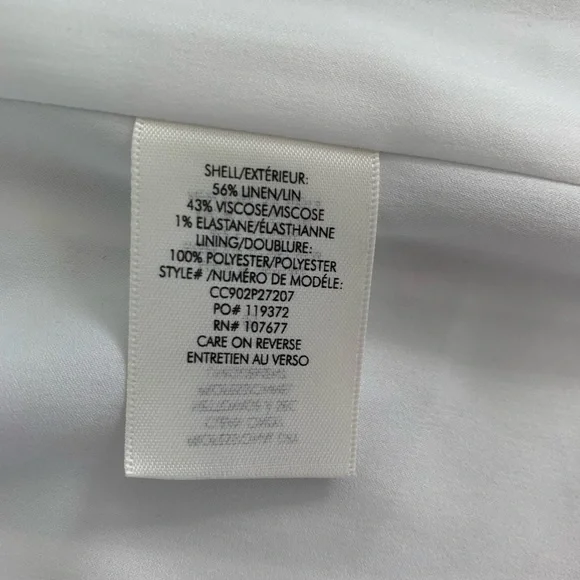 SHELL/EXTÉRIEUR:
56% LINEN/LIN
43% VISCOSE/VISCOSE
1% ELASTANE/ÉLASTHANNE
LINING/DOUBLURE:
100% POLYESTER/POLYESTER
STYLE# /NUMÉRO DE MODÉLE:
CC902P27207
PO# 119372
RN# 107677
CARE ON REVERSE
ENTRETIEN AU VERSO